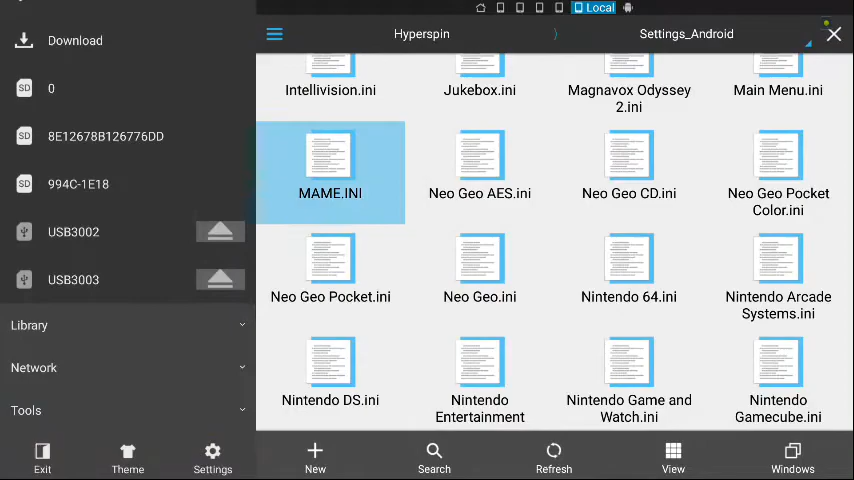 Local
Download
Hyperspin
Settings_Android
SD 0
Intellivision.ini
Jukebox.ini
Magnavox Odyssey
2.ini
Main Menu.ini
SD 8E12678B126776DD
SD 994C-1E18
MAME.INI
Neo Geo AES.ini
Neo Geo CD.ini
Neo Geo Pocket
Color.ini
USB3002
USB3003
Neo Geo Pocket.ini
Neo Geo.ini
Nintendo 64.ini
Nintendo Arcade
Systems.ini
Library
Network
Tools
Nintendo DS.ini
Nintendo
Entertainment
Nintendo Game and
Watch.ini
Nintendo
Gamecube.ini
Exit
Theme
Settings
New
Search
Refresh
View
Windows